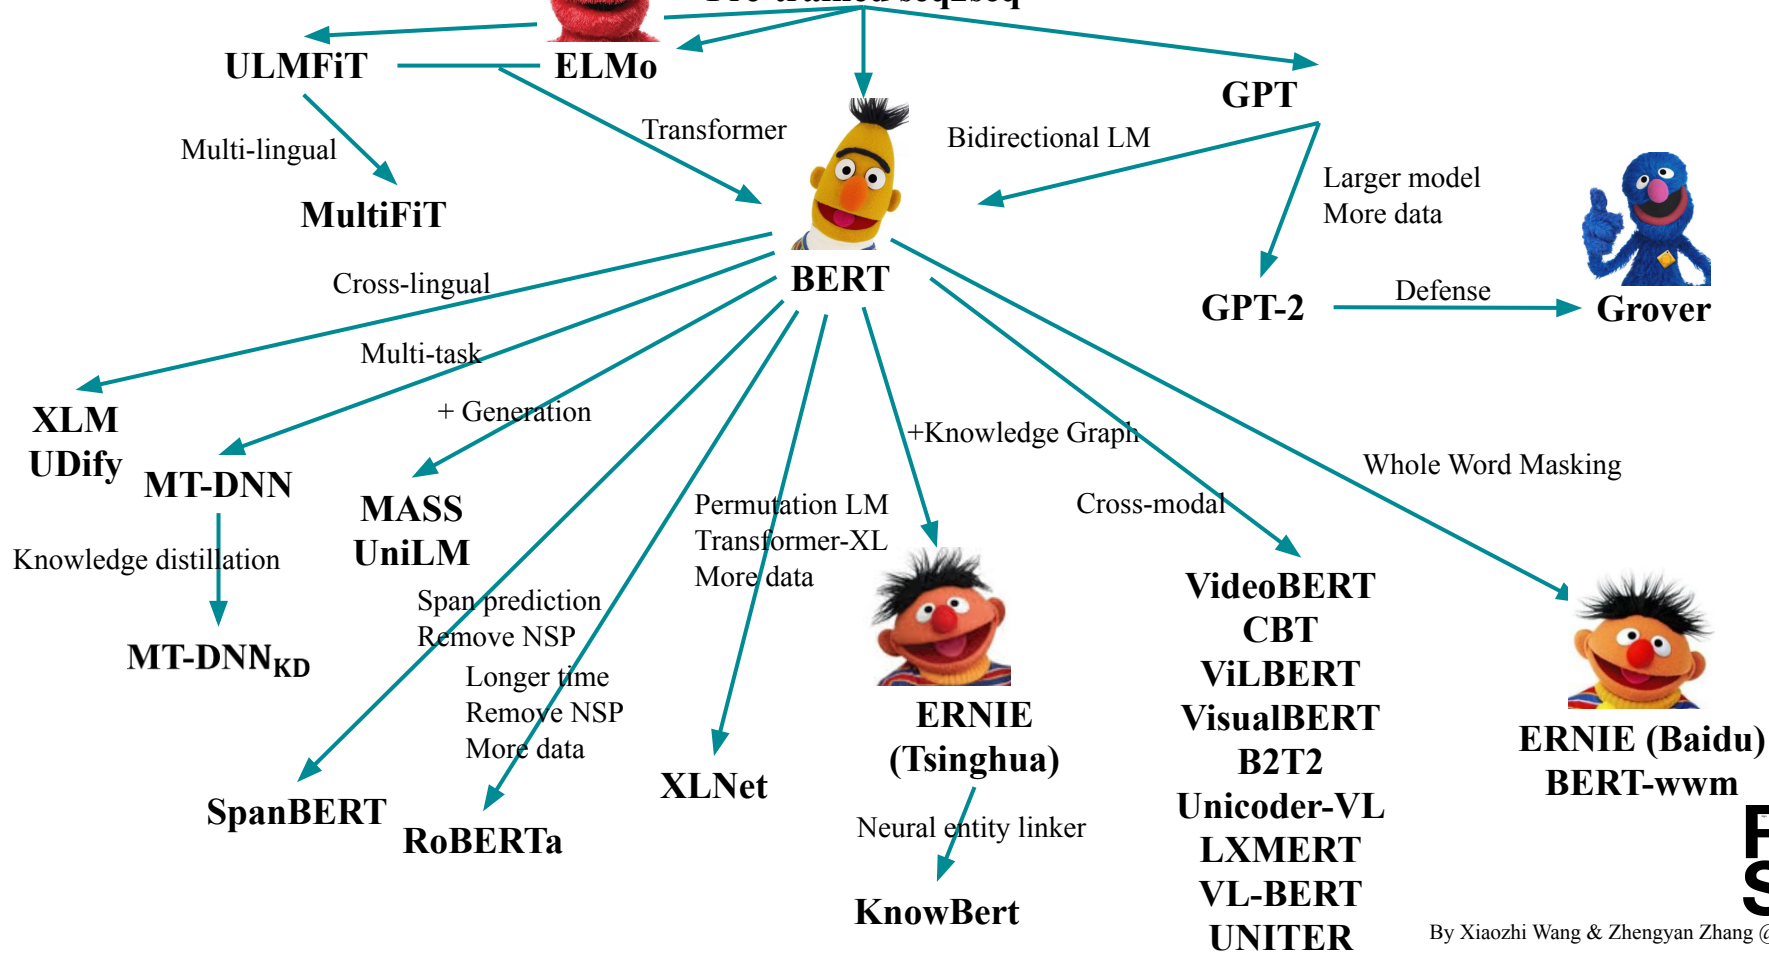 ULMFiT
ELMo
GPT
Transformer
Bidirectional LM
Multi-lingual
Larger model
More data
MultiFiT
BERT
Cross-lingual
GPT-2
Defense
Grover
Multi-task
+ Generation
XLM
UDify
+Knowledge Graph
Whole Word Masking
MT-DNN
MASS
UniLM
Permutation LM
Transformer-XL
More data
Cross-modal
Knowledge distillation
Span prediction
Remove NSP
MT-DNN_KD
Longer time
Remove NSP
More data
VideoBERT
CBT
ViLBERT
VisualBERT
B2T2
Unicoder-VL
LXMERT
VL-BERT
UNITER
ERNIE
(Tsinghua)
ERNIE (Baidu)
BERT-wwm
XLNet
SpanBERT
RoBERTa
Neural entity linker
KnowBert
By Xiaozhi Wang & Zhengyan Zhang @